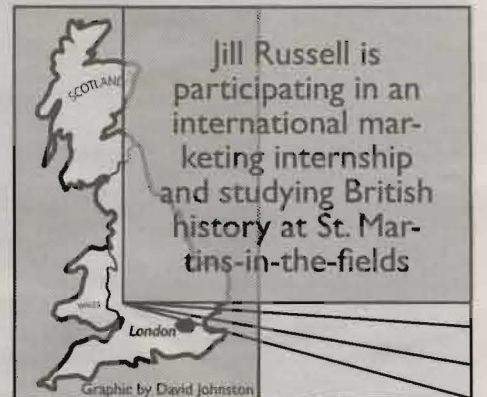 Jill Russell is
participating in an
international mar-
keting internship
and studying British
history at St. Mar-
tins-in-the-fields
SCOTLAND
WALES
London
Graphic by David Johnston